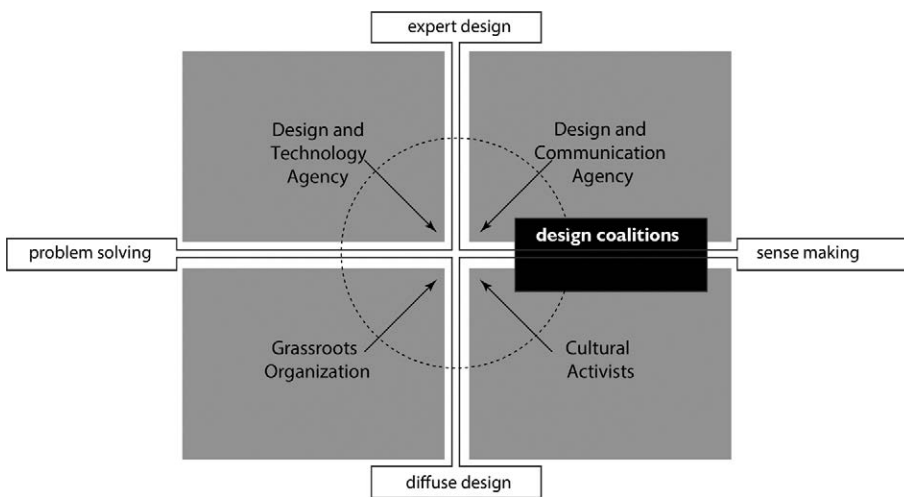 expert design
Design and
Technology
Agency
Design and
Communication
Agency
design coalitions
problem solving
sense making
Grassroots
Organization
Cultural
Activists
diffuse design